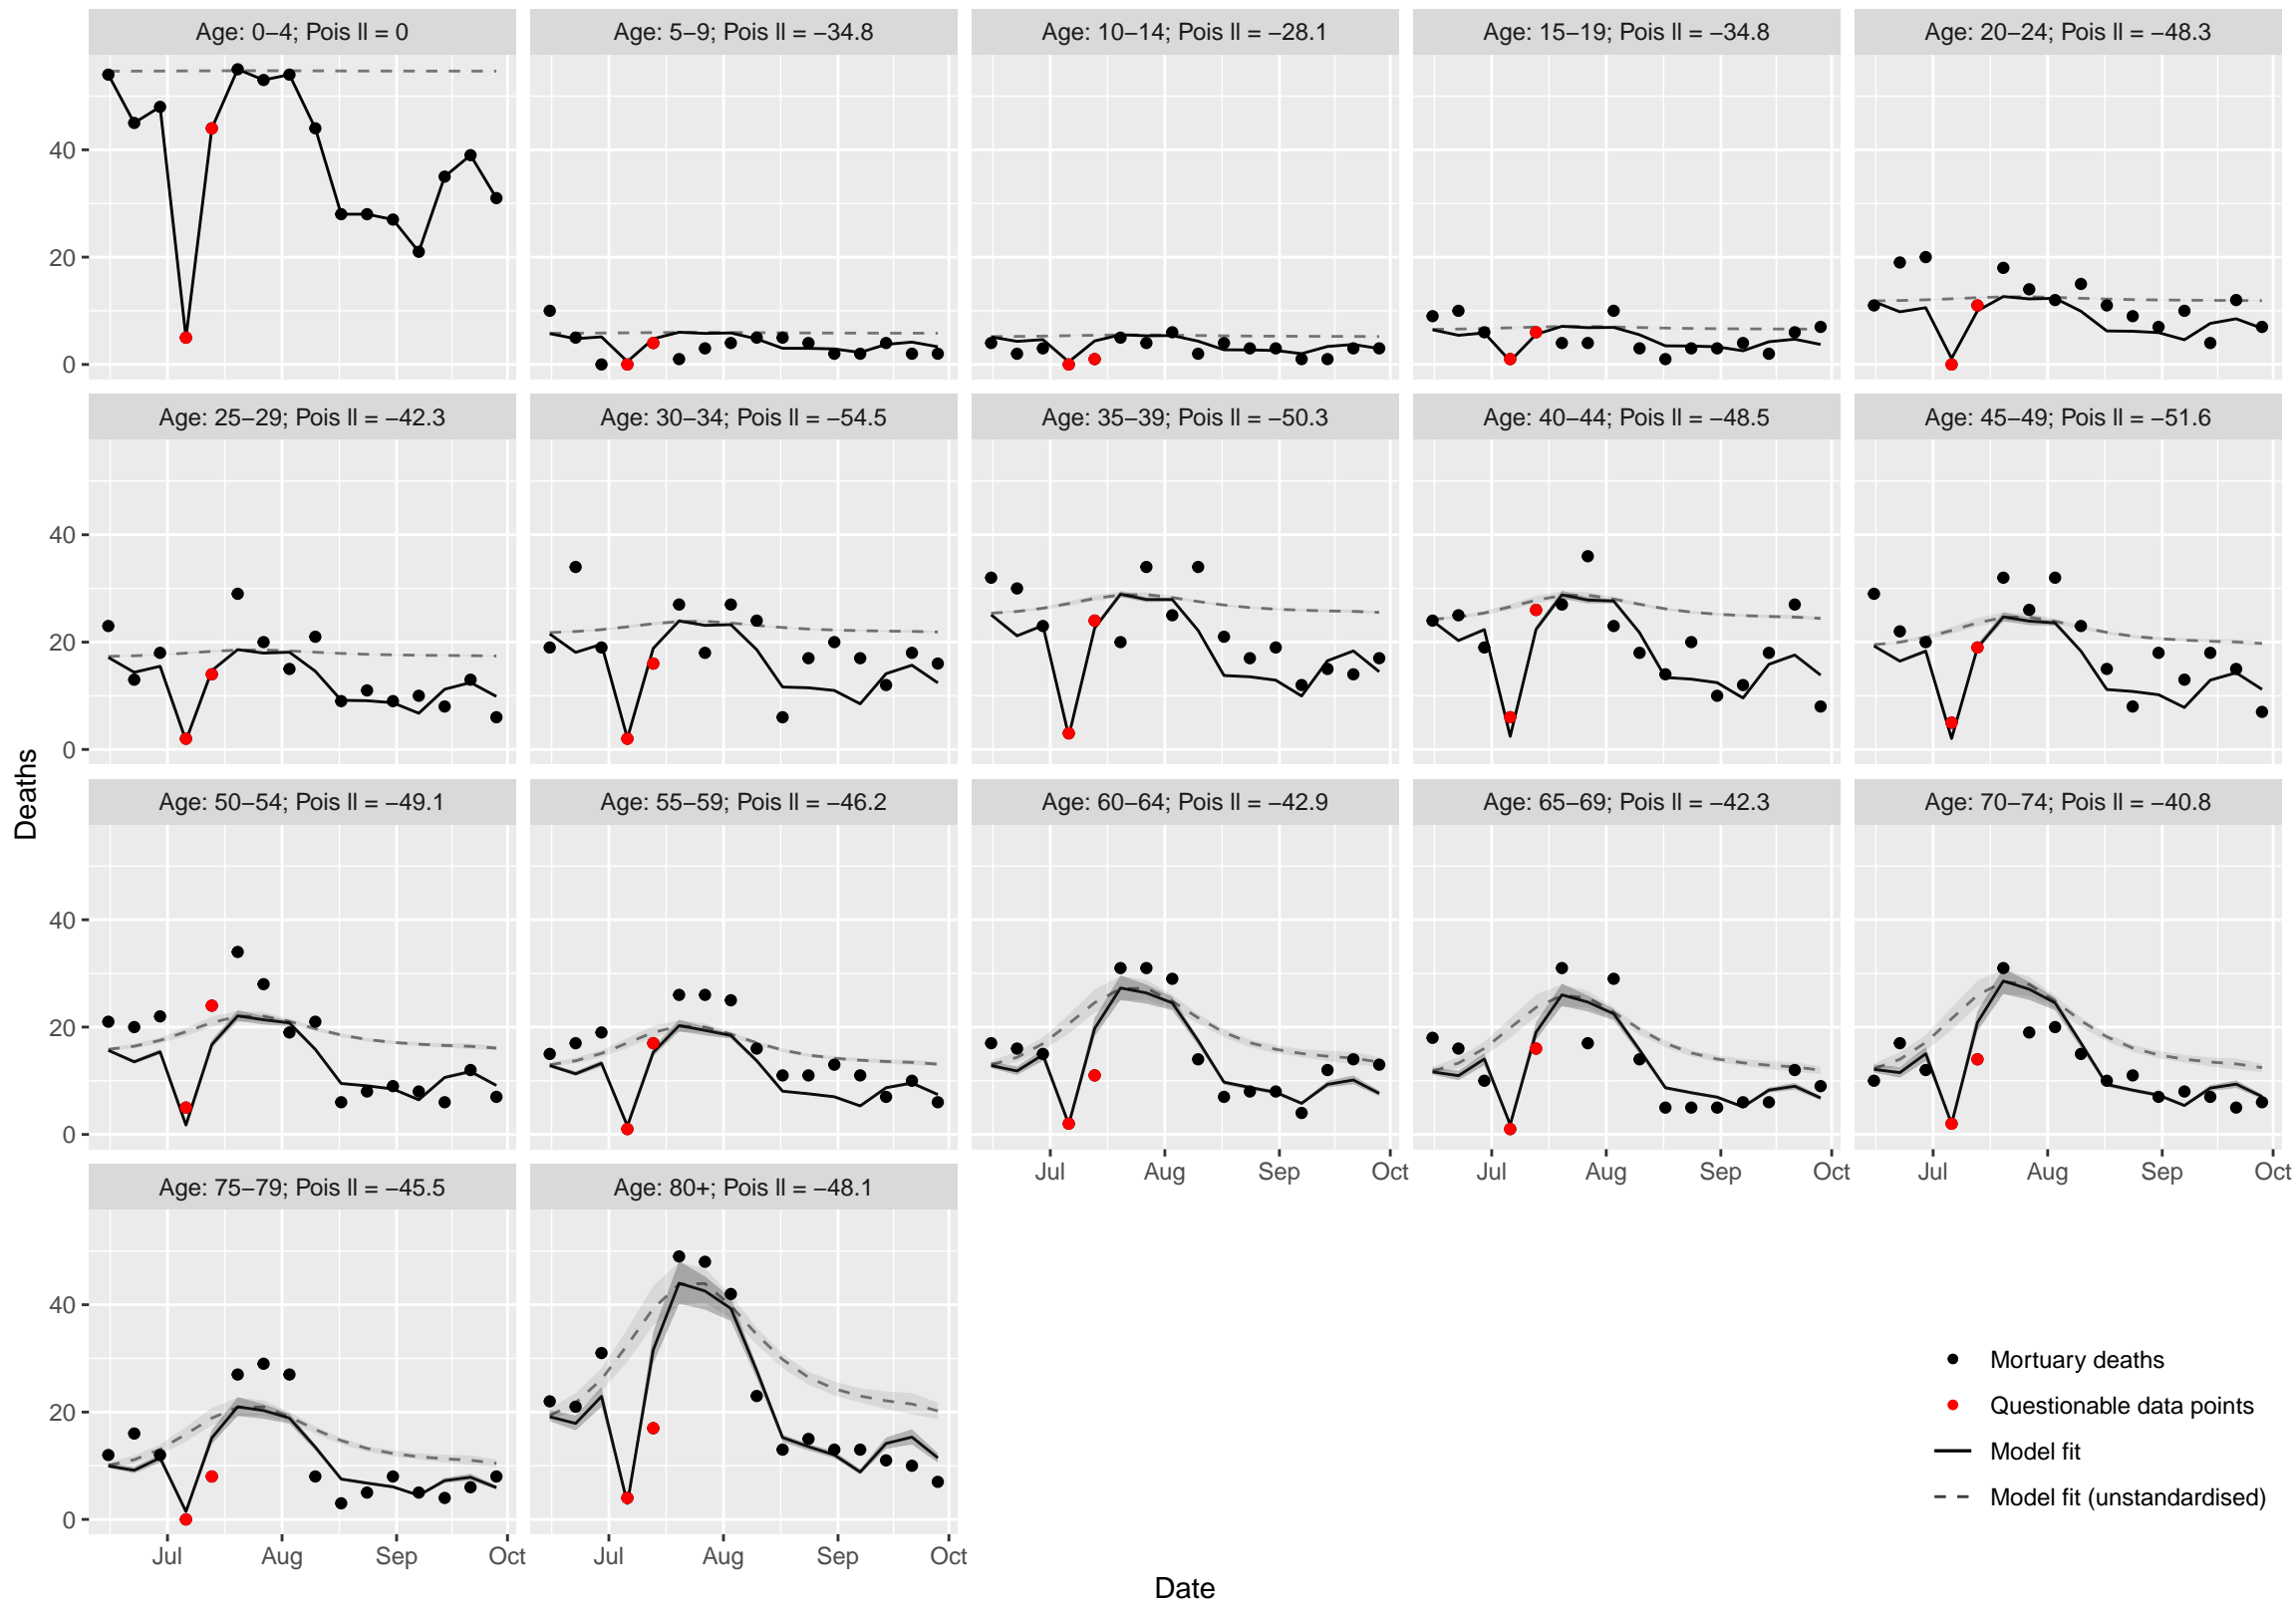 Age: 0−4; Pois ll = 0
Age: 5−9; Pois ll = −34.8
Age: 10−14; Pois ll = −28.1
Age: 15−19; Pois ll = −34.8
Age: 20−24; Pois ll = −48.3
40
20
0
Age: 25−29; Pois ll = −42.3
Age: 30−34; Pois ll = −54.5
Age: 35−39; Pois ll = −50.3
Age: 40−44; Pois ll = −48.5
Age: 45−49; Pois ll = −51.6
40
20
0
Deaths
Age: 50−54; Pois ll = −49.1
Age: 55−59; Pois ll = −46.2
Age: 60−64; Pois ll = −42.9
Age: 65−69; Pois ll = −42.3
Age: 70−74; Pois ll = −40.8
40
20
0
Jul Aug Sep Oct
Jul Aug Sep Oct
Jul Aug Sep Oct
Age: 75−79; Pois ll = −45.5
Age: 80+; Pois ll = −48.1
40
20
0
Jul Aug Sep Oct
Jul Aug Sep Oct
Mortuary deaths
Questionable data points
Model fit
Model fit (unstandardised)
Date